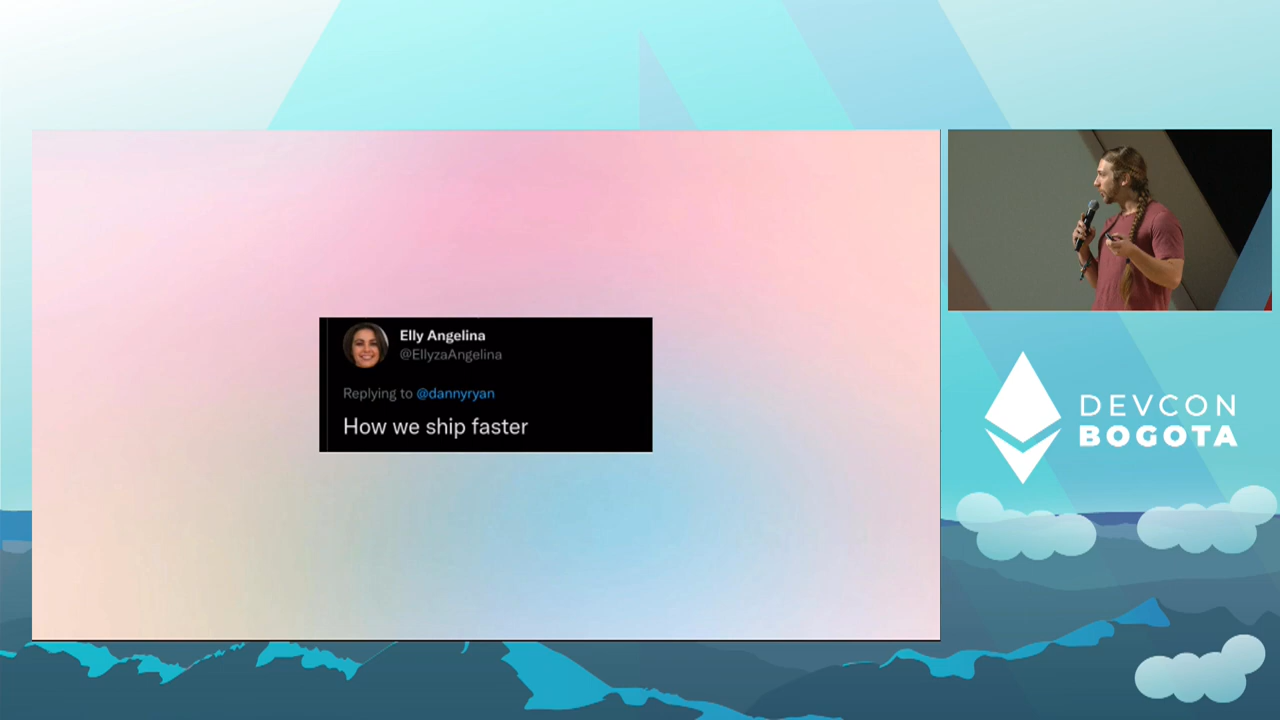 Elly Angelina
@EllyzaAngelina
Replying to @dannyryan
How we ship faster
DEVCON
BOGOTA